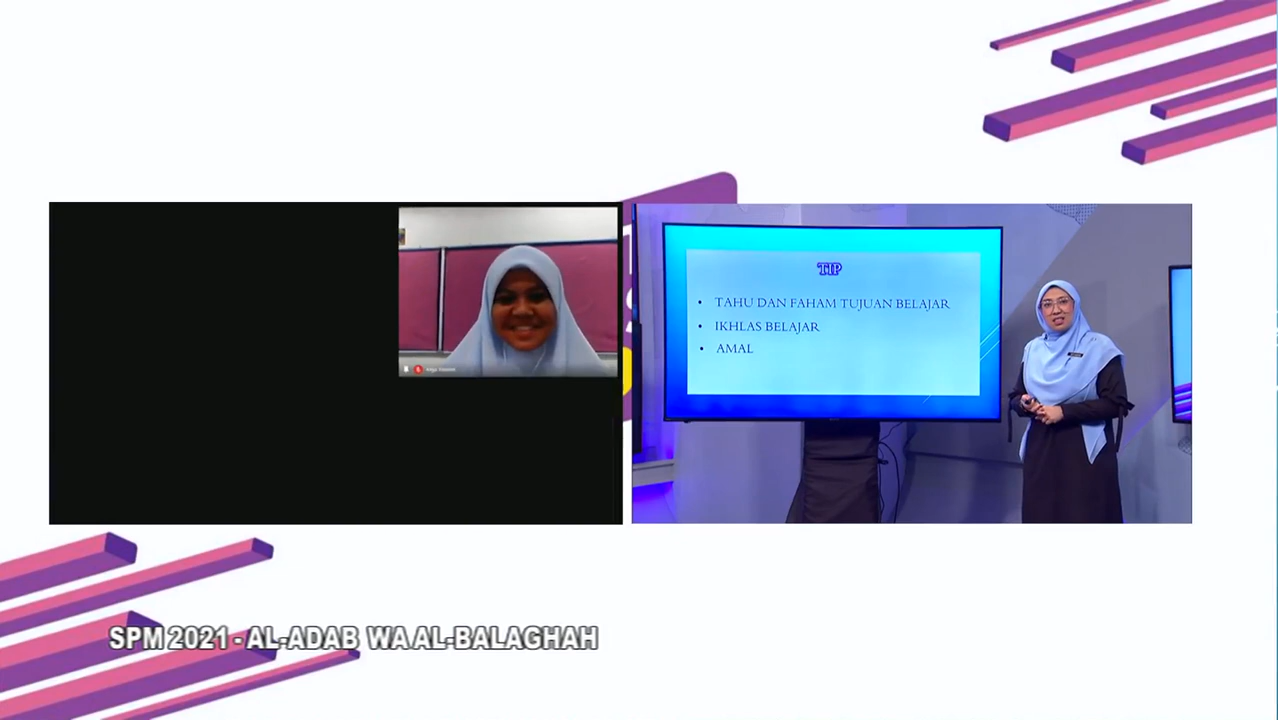 TIP
• TAHU DAN FAHAM TUJUAN BELAJAR
• IKHLAS BELAJAR
• AMAL
SPM 2021 - AL-ADAB WA AL-BALAGHAH